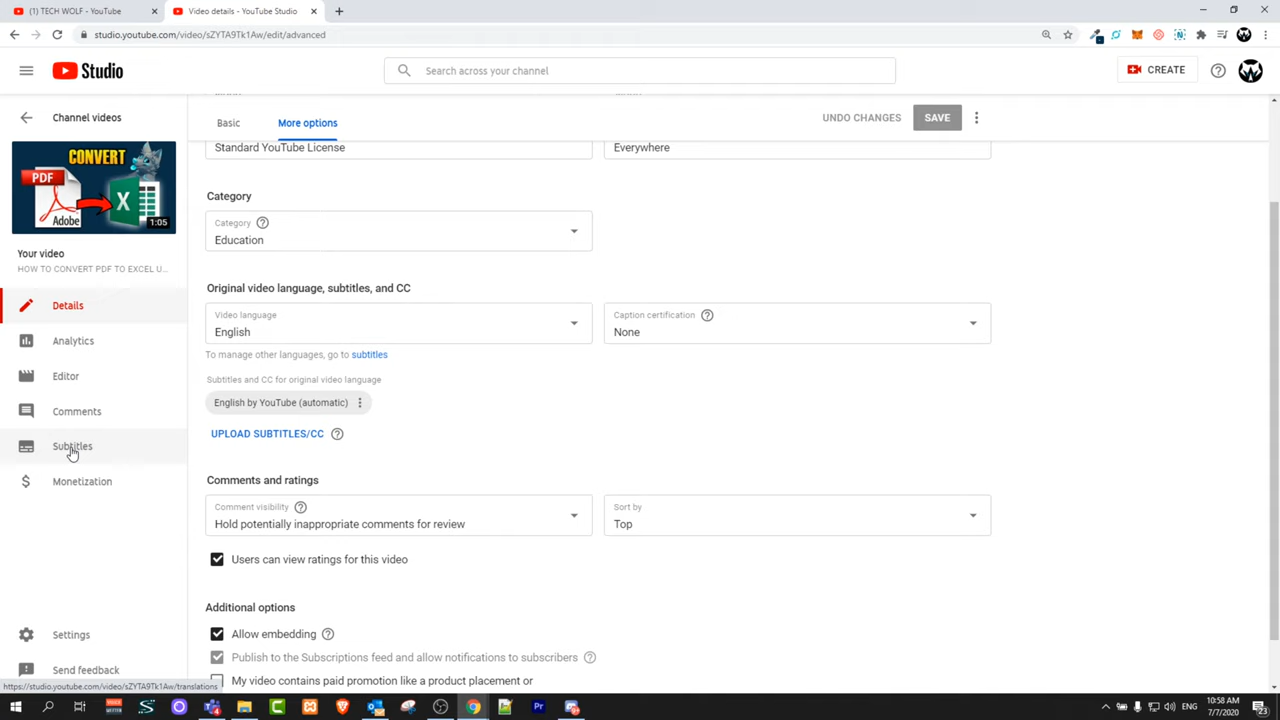 (1) TECH WOLF - YouTube
Video details - YouTube Studio
studio.youtube.com/video/sZYTA9Tk1Aw/edit/advanced
Studio
Search across your channel
CREATE
Channel videos
Basic
More options
UNDO CHANGES
SAVE
Standard YouTube License
Everywhere
CONVERT
PDF
Adobe
X
1:05
Category
Category
Education
Your video
HOW TO CONVERT PDF TO EXCEL U...
Original video language, subtitles, and CC
Details
Video language
English
Caption certification
None
Analytics
To manage other languages, go to subtitles
Editor
Subtitles and CC for original video language
English by YouTube (automatic)
Comments
UPLOAD SUBTITLES/CC
Subtitles
Monetization
Comments and ratings
Comment visibility
Hold potentially inappropriate comments for review
Sort by
Top
Users can view ratings for this video
Additional options
Allow embedding
Settings
Publish to the Subscriptions feed and allow notifications to subscribers
Send feedback
My video contains paid promotion like a product placement or
https://studio.youtube.com/video/sZYTA9Tk1Aw/translations
10:58 AM
7/7/2020
23